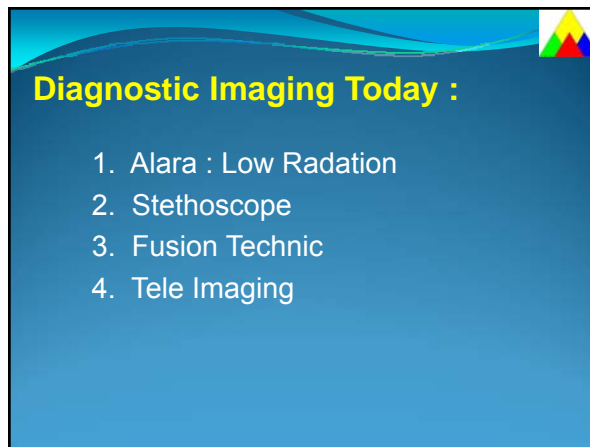 Diagnostic Imaging Today :
1. Alara : Low Radation
2. Stethoscope
3. Fusion Technic
4. Tele Imaging